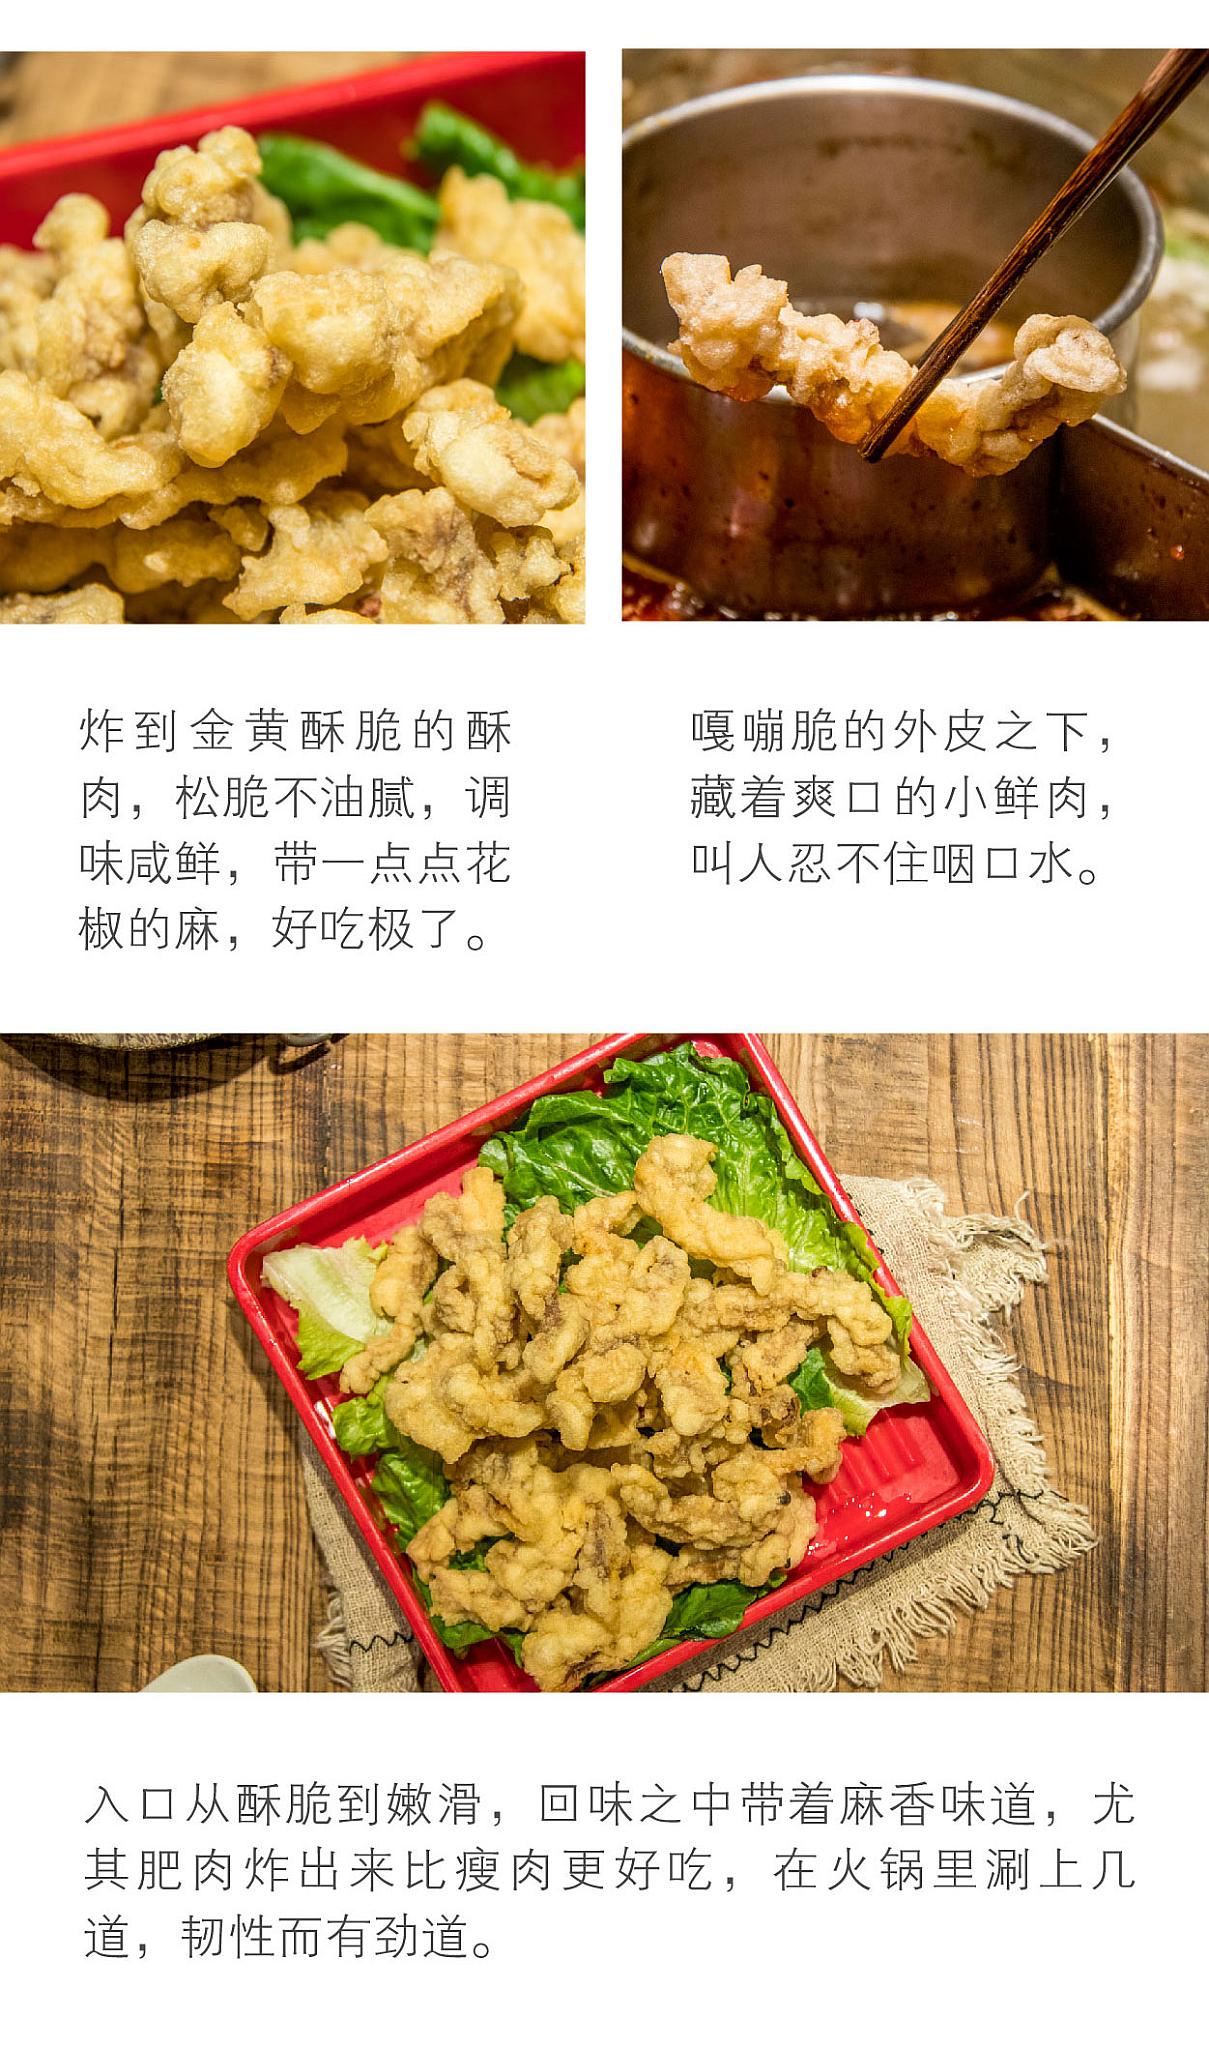 炸到金黄酥脆的酥
肉，松脆不油腻，调
味咸鲜，带一点点花
椒的麻，好吃极了。
嘎嘣脆的外皮之下，
藏着爽口的小鲜肉，
叫人忍不住咽口水。
入口从酥脆到嫩滑，回味之中带着麻香味道，尤
其肥肉炸出来比瘦肉更好吃，在火锅里涮上几
道，韧性而有劲道。